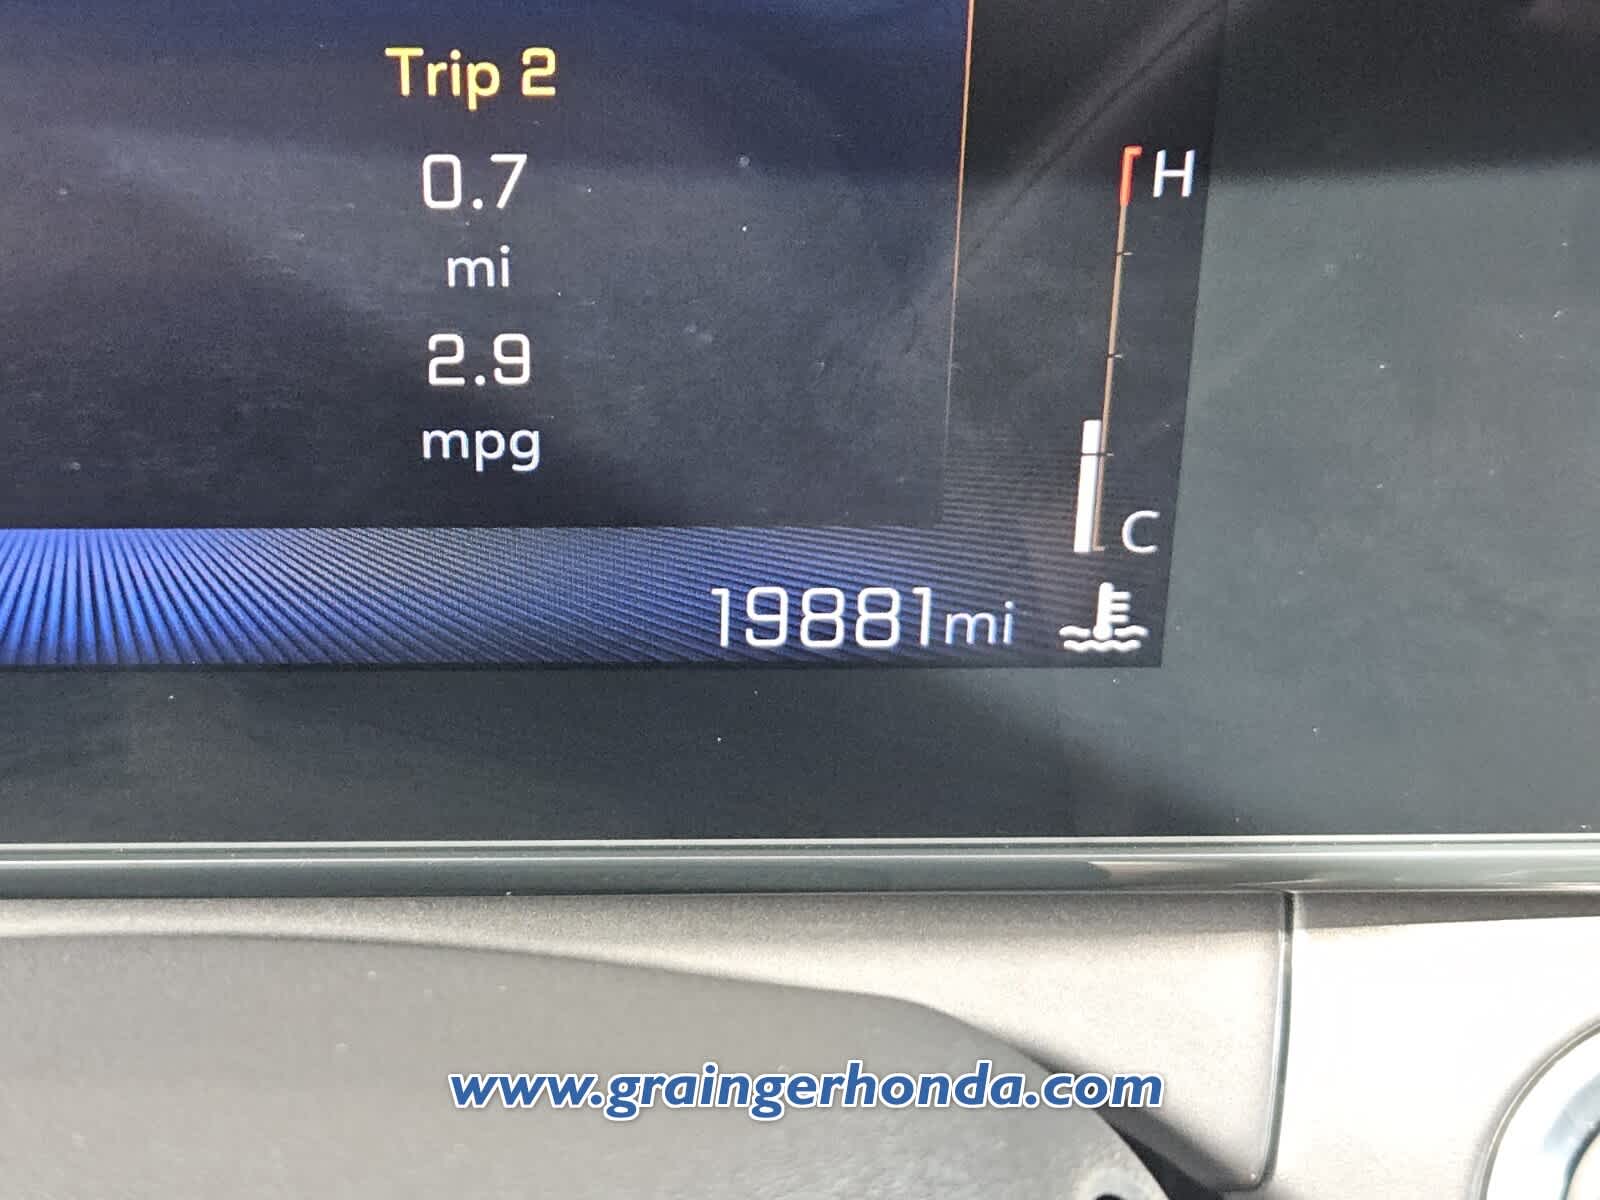 Trip 2
0.7
mi
2.9
mpg
H
C
19881mi
www.graingerhonda.com